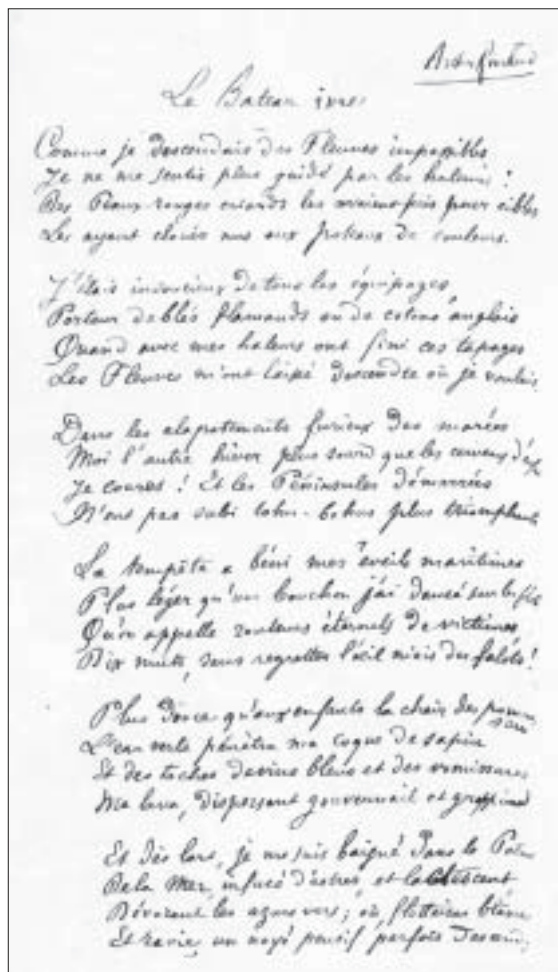 Arthur Rimbaud
Le Bateau ivre
Comme je descendais des Fleuves impassibles
Je ne me sentis plus guidé par les haleurs :
Des Peaux rouges criards les avaient pris pour cibles
Les ayant cloués nus aux poteaux de couleurs.
J'étais insoucieux de tous les équipages,
Porteur de blés flamands ou de cotons anglais
Quand avec mes haleurs ont fini ces tapages
Les Fleuves m'ont laissé descendre où je voulais
Dans les clapotements furieux des marées
Moi l'autre hiver plus sourd que les cerveaux
Je courus ! Et les Péninsules démarrées
N'ont pas subi tohu-bohus plus triomphants
La tempête a béni mes éveils maritimes
Plus léger qu'un bouchon j'ai dansé sur les
Qu'on appelle rouleurs éternels de victimes
Dix nuits, sans regretter l'œil niais des falots !
Plus douce qu'aux enfants la chair des pommes
L'eau verte pénétra ma coque de sapin
Et des taches de vins bleus et des vomissures
Me lava, dispersant gouvernail et grappin
Et dès lors, je me suis baigné dans le
De la Mer, infusé d'astres, et lactescent
Dévorant les azurs verts ; où, flottaison blême
Et ravie, un noyé pensif parfois descend,